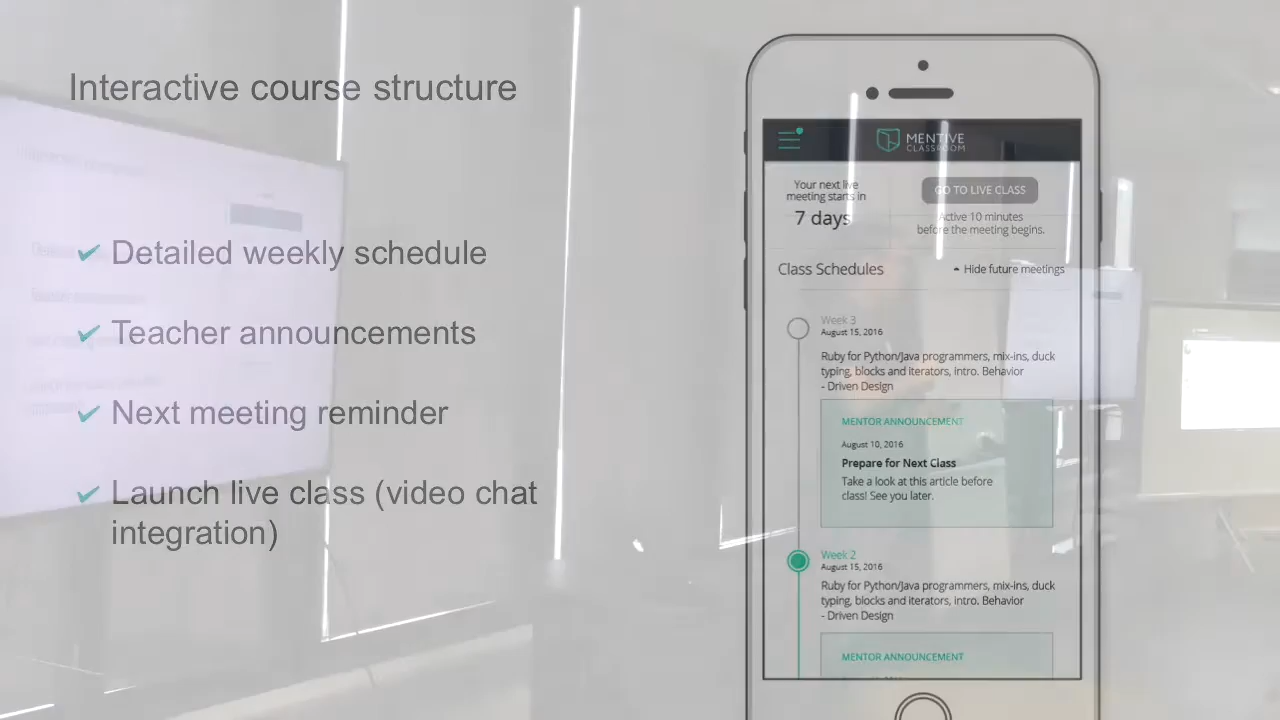 Interactive course structure
Detailed weekly schedule
Teacher announcements
Next meeting reminder
Launch live class (video chat
integration)
MENTIVE
CLASSROOM
Your next live
meeting starts in
7 days
GO TO LIVE CLASS
Active 10 minutes
before the meeting begins.
Class Schedules
Hide future meetings
Week 3
August 15, 2016
Ruby for Python/Java programmers, mix-ins, duck
typing, blocks and iterators, intro. Behavior
- Driven Design
MENTOR ANNOUNCEMENT
August 10, 2016
Prepare for Next Class
Take a look at this article before
class! See you later.
Week 2
August 15, 2016
Ruby for Python/Java programmers, mix-ins, duck
typing, blocks and iterators, intro. Behavior
- Driven Design
MENTOR ANNOUNCEMENT